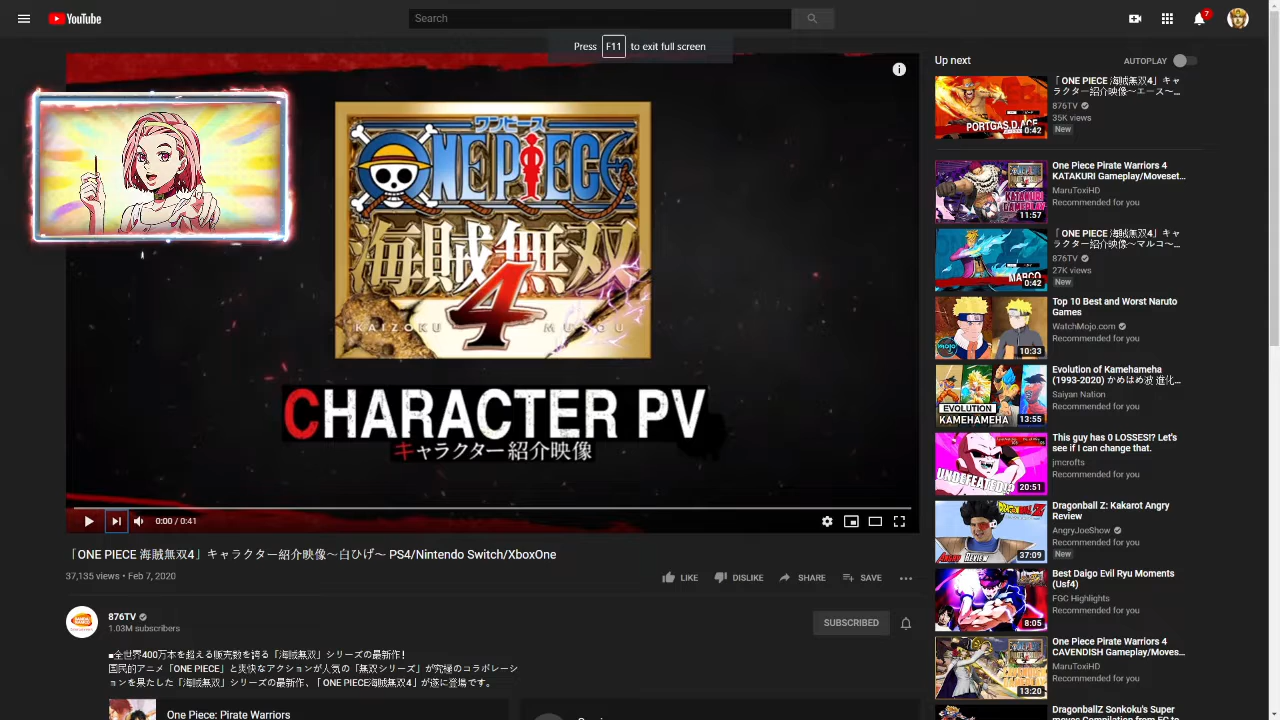 YouTube
Search
7
Press F11 to exit full screen
ワンピース
ONE PIECE
海賊無双
4
KAIZOKU MUSOU
CHARACTER PV
キャラクター紹介映像
0:00 / 0:41
「ONE PIECE 海賊無双4」キャラクター紹介映像～白ひげ～ PS4/Nintendo Switch/XboxOne
37,135 views • Feb 7, 2020
LIKE
DISLIKE
SHARE
SAVE
876TV
1.03M subscribers
SUBSCRIBED
■全世界400万本を超える販売数を誇る「海賊無双」シリーズの最新作!
国民的アニメ「ONE PIECE」と爽快なアクションが人気の「無双シリーズ」が究極のコラボレーシ
ョンを果たした「海賊無双」シリーズの最新作、「ONE PIECE海賊無双4」が遂に登場です。
One Piece: Pirate Warriors
Up next
AUTOPLAY
PORTGAS.D.ACE
0:42
「ONE PIECE 海賊無双4」キャ
ラクター紹介映像～エース～...
876TV
35K views
New
KATAKURI
GAMEPLAY
11:57
One Piece Pirate Warriors 4
KATAKURI Gameplay/Moveset...
MaruToxiHD
Recommended for you
MARCO
0:42
「ONE PIECE 海賊無双4」キャ
ラクター紹介映像～マルコ～...
876TV
27K views
New
mojo
10:33
Top 10 Best and Worst Naruto
Games
WatchMojo.com
Recommended for you
EVOLUTION
KAMEHAMEHA
13:55
Evolution of Kamehameha
(1993-2020) かめはめ波 進化...
Saiyan Nation
Recommended for you
UNDEFEATED!
20:51
This guy has 0 LOSSES!? Let's
see if I can change that.
jmcrofts
Recommended for you
ANGRY REVIEW
37:09
Dragonball Z: Kakarot Angry
Review
AngryJoeShow
Recommended for you
New
8:05
Best Daigo Evil Ryu Moments
(Usf4)
FGC Highlights
Recommended for you
13:20
One Piece Pirate Warriors 4
CAVENDISH Gameplay/Moves...
MaruToxiHD
Recommended for you
DragonballZ Sonkoku's Super